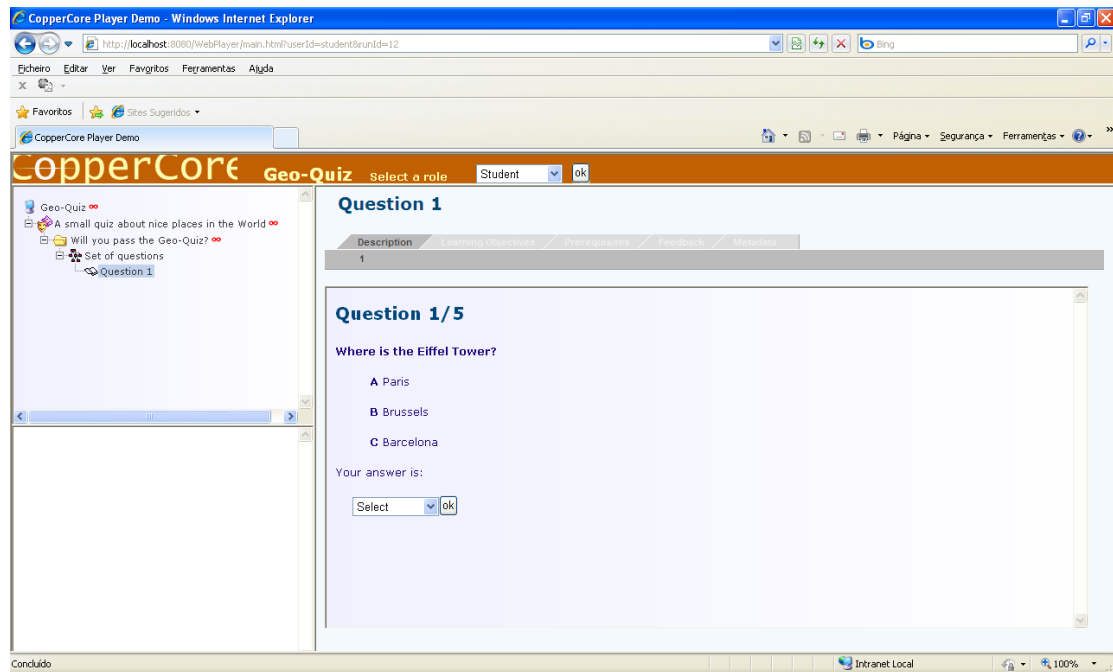 CopperCore Player Demo - Windows Internet Explorer
http://localhost:8080/WebPlayer/main.html?userId=student&runId=12
Bing
Ficheiro Editar Ver Favoritos Ferramentas Ajuda
x
Favoritos Sites Sugeridos
CopperCore Player Demo
Página Segurança Ferramentas »
CopperCore Geo-Quiz Select a role Student ok
Geo-Quiz
A small quiz about nice places in the World
Will you pass the Geo-Quiz?
Set of questions
Question 1
Question 1
Description Learning Objectives Prerequisites Feedback Metadata
1
Question 1/5
Where is the Eiffel Tower?
A Paris
B Brussels
C Barcelona
Your answer is:
Select ok
Concluído Intranet Local 100%